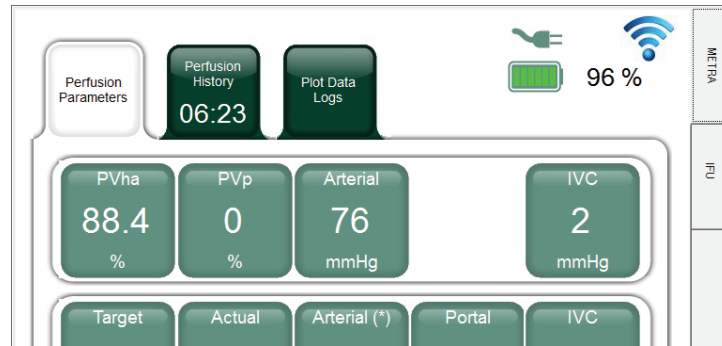 Perfusion
Parameters
Perfusion
History
06:23
Plot Data
Logs
96 %
METRA
IFU
PVha
88.4
%
PVp
0
%
Arterial
76
mmHg
IVC
2
mmHg
Target
Actual
Arterial (*)
Portal
IVC